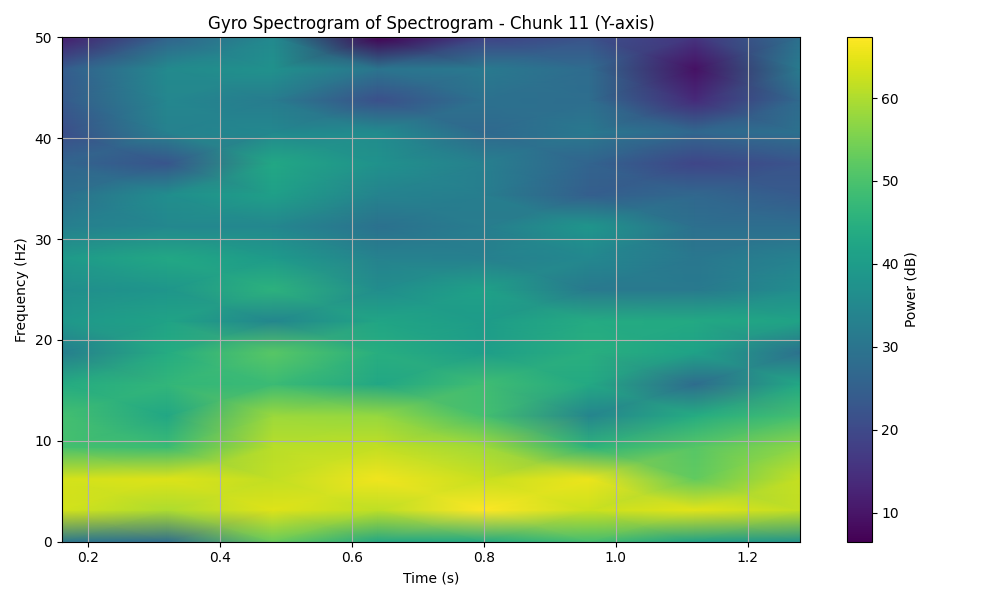 Gyro Spectrogram of Spectrogram - Chunk 11 (Y-axis)
50
40
30
20
10
0
Frequency (Hz)
0.2 0.4 0.6 0.8 1.0 1.2
Time (s)
60
50
40
30
20
10
Power (dB)